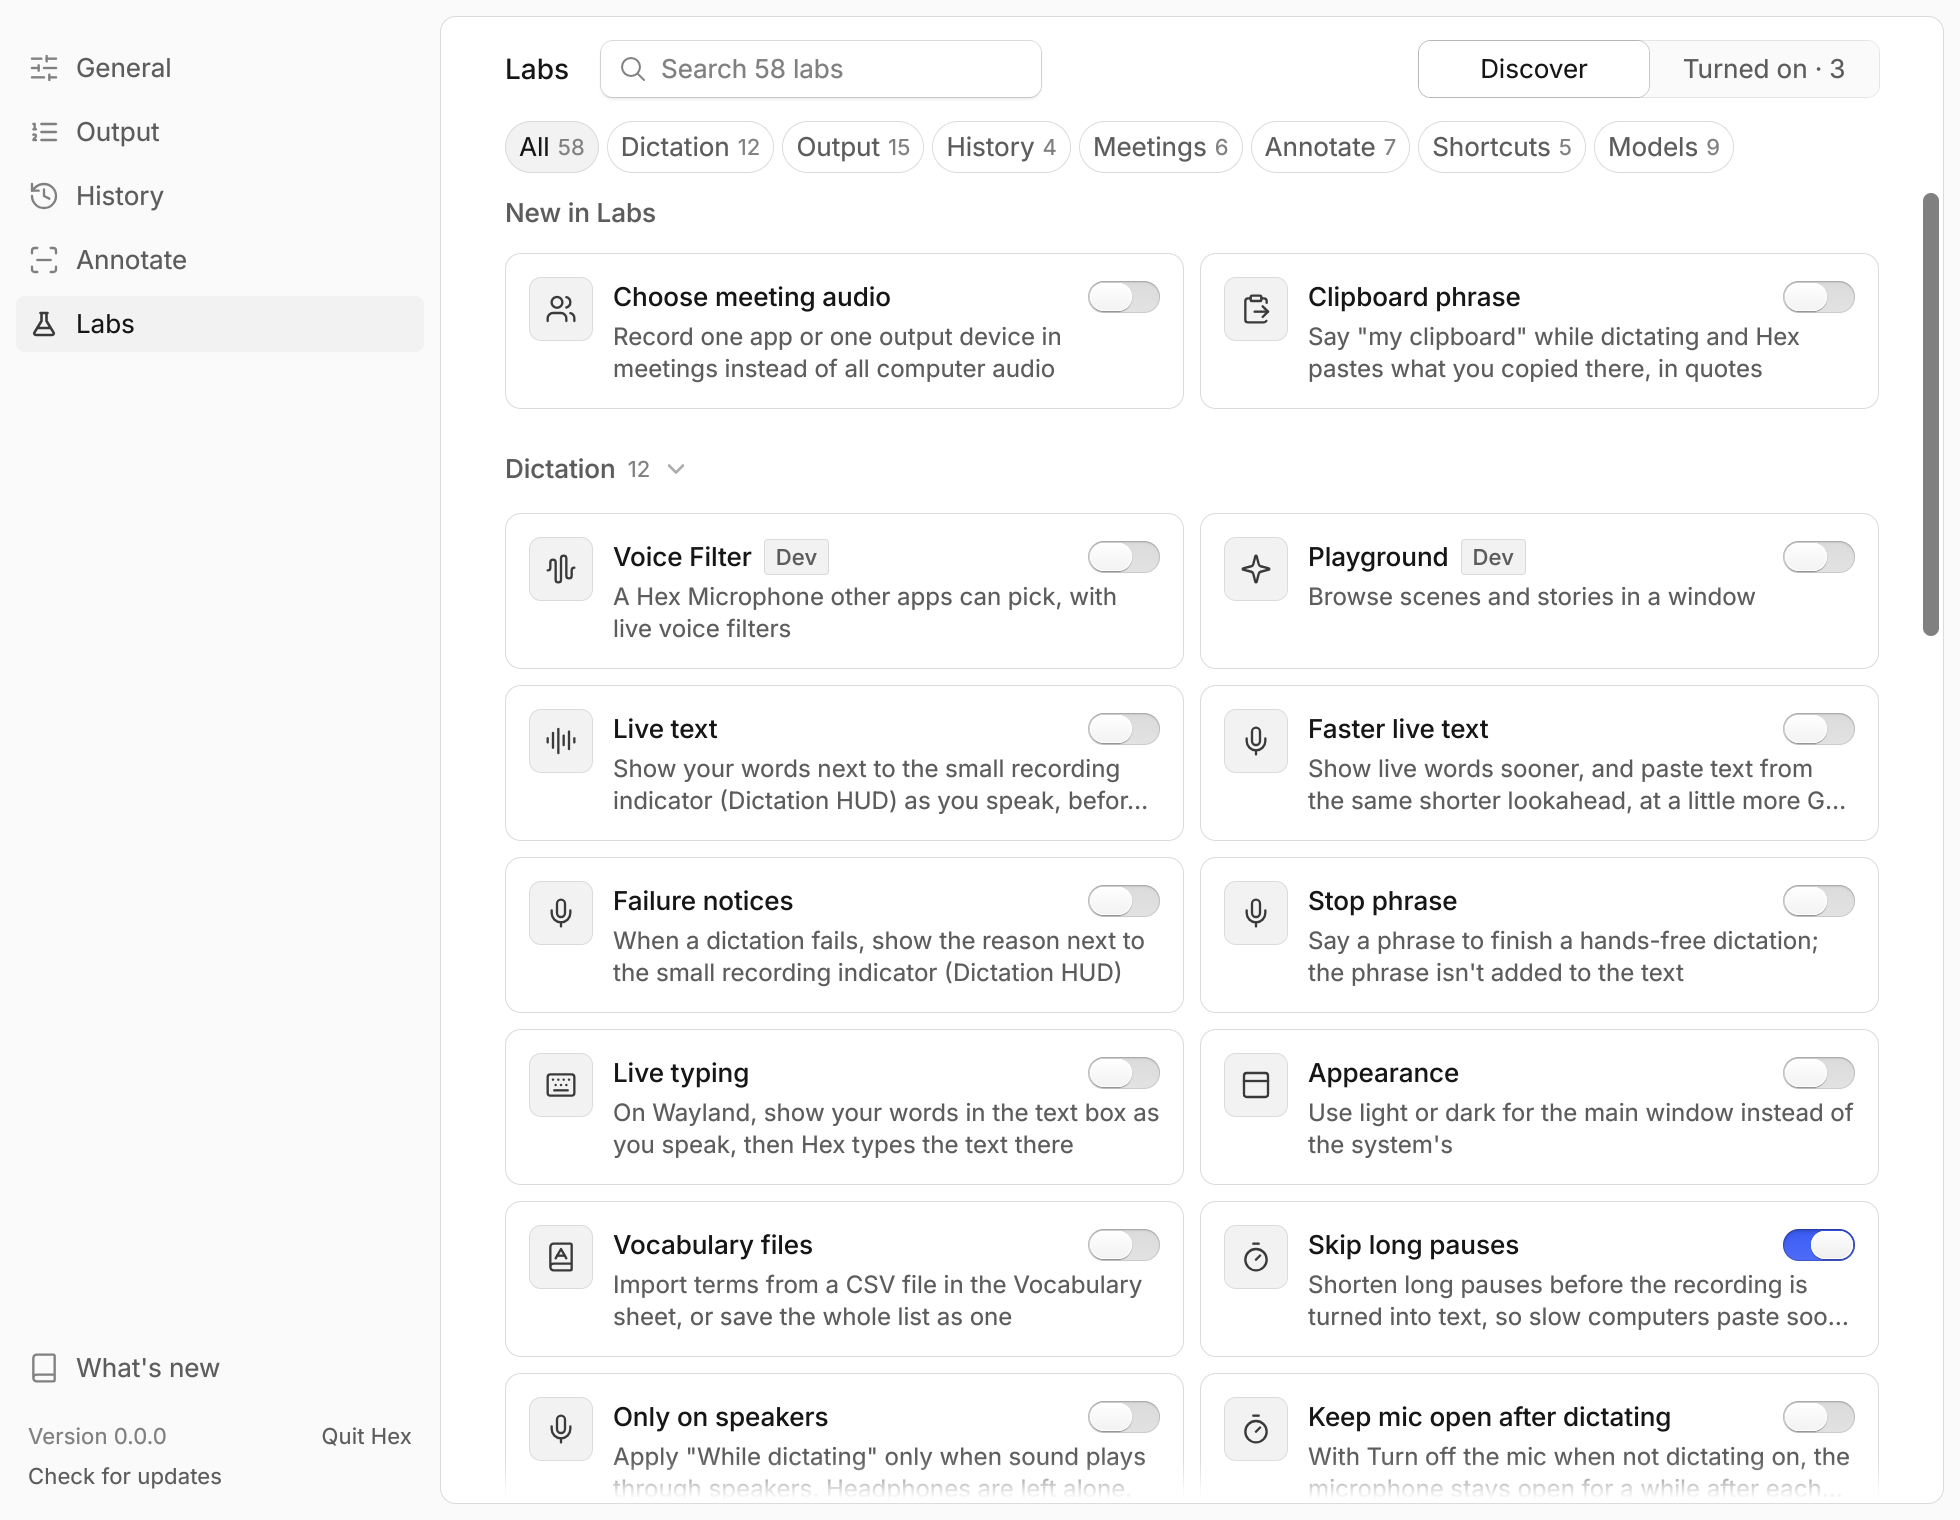 General
Output
History
Annotate
Labs
What's new
Version 0.0.0
Quit Hex
Check for updates
Labs
Search 58 labs
Discover
Turned on · 3
All 58
Dictation 12
Output 15
History 4
Meetings 6
Annotate 7
Shortcuts 5
Models 9
New in Labs
Choose meeting audio
Record one app or one output device in
meetings instead of all computer audio
Clipboard phrase
Say "my clipboard" while dictating and Hex
pastes what you copied there, in quotes
Dictation 12
Voice Filter Dev
A Hex Microphone other apps can pick, with
live voice filters
Playground Dev
Browse scenes and stories in a window
Live text
Show your words next to the small recording
indicator (Dictation HUD) as you speak, befor...
Faster live text
Show live words sooner, and paste text from
the same shorter lookahead, at a little more G...
Failure notices
When a dictation fails, show the reason next to
the small recording indicator (Dictation HUD)
Stop phrase
Say a phrase to finish a hands-free dictation;
the phrase isn't added to the text
Live typing
On Wayland, show your words in the text box as
you speak, then Hex types the text there
Appearance
Use light or dark for the main window instead of
the system's
Vocabulary files
Import terms from a CSV file in the Vocabulary
sheet, or save the whole list as one
Skip long pauses
Shorten long pauses before the recording is
turned into text, so slow computers paste soo...
Only on speakers
Apply "While dictating" only when sound plays
through speakers. Headphones are left alone.
Keep mic open after dictating
With Turn off the mic when not dictating on, the
microphone stays open for a while after each...